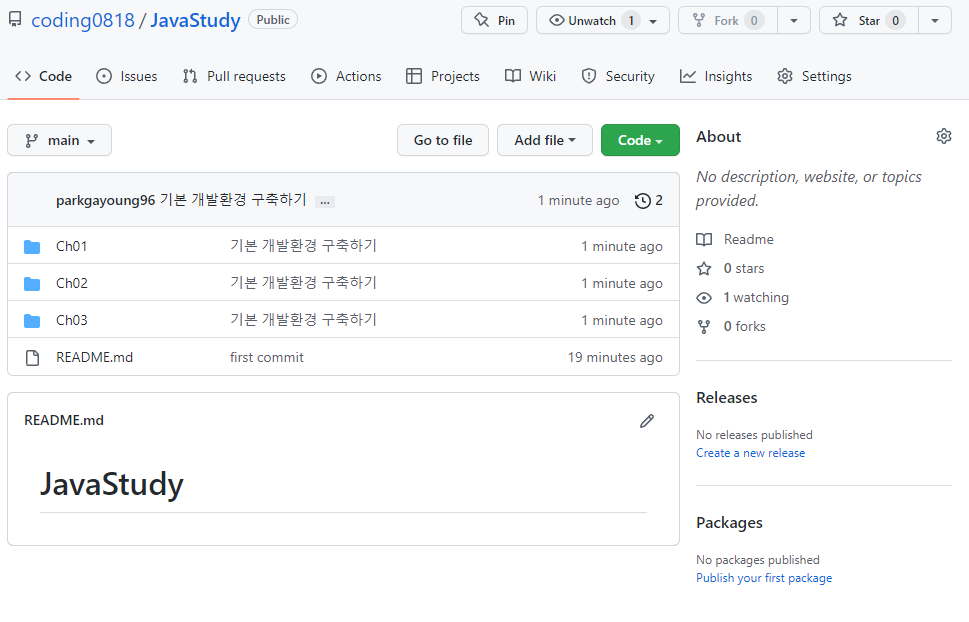 coding0818 / JavaStudy Public Pin Unwatch 1 Fork 0 Star 0
Code Issues Pull requests Actions Projects Wiki Security Insights Settings
main Go to file Add file Code
parkgayoung96 기본 개발환경 구축하기 ... 1 minute ago 2
Ch01 기본 개발환경 구축하기 1 minute ago
Ch02 기본 개발환경 구축하기 1 minute ago
Ch03 기본 개발환경 구축하기 1 minute ago
README.md first commit 19 minutes ago
README.md
JavaStudy
About
No description, website, or topics
provided.
Readme
0 stars
1 watching
0 forks
Releases
No releases published
Create a new release
Packages
No packages published
Publish your first package